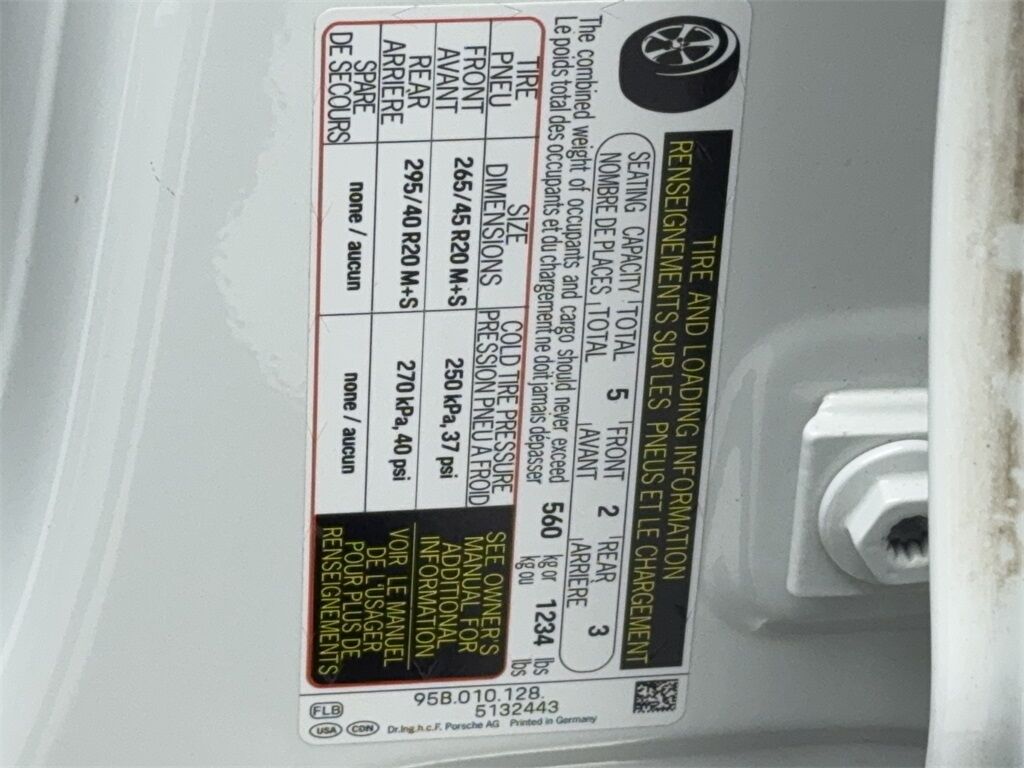 TIRE AND LOADING INFORMATION
RENSEIGNEMENTS SUR LES PNEUS ET LE CHARGEMENT
SEATING CAPACITY TOTAL 5 FRONT 2 REAR 3
NOMBRE DE PLACES TOTAL AVANT ARRIERE
The combined weight of occupants and cargo should never exceed 560 kg or 1234 lbs
Le poids total des occupants et du chargement ne doit jamais dépasser kg ou lbs
TIRE SIZE COLD TIRE PRESSURE
PNEU DIMENSIONS PRESSION PNEU A FROID
FRONT
AVANT 265/45 R20 M+S 250 kPa, 37 psi
REAR
ARRIERE 295/40 R20 M+S 270 kPa, 40 psi
SPARE
DE SECOURS none / aucun none / aucun
SEE OWNER'S
MANUAL FOR
ADDITIONAL
INFORMATION
VOIR LE MANUEL
DE L'USAGER
POUR PLUS DE
RENSEIGNEMENTS
95B.010.128.
5132443
Dr.Ing.h.c.F. Porsche AG Printed in Germany
FLB
USA CDN